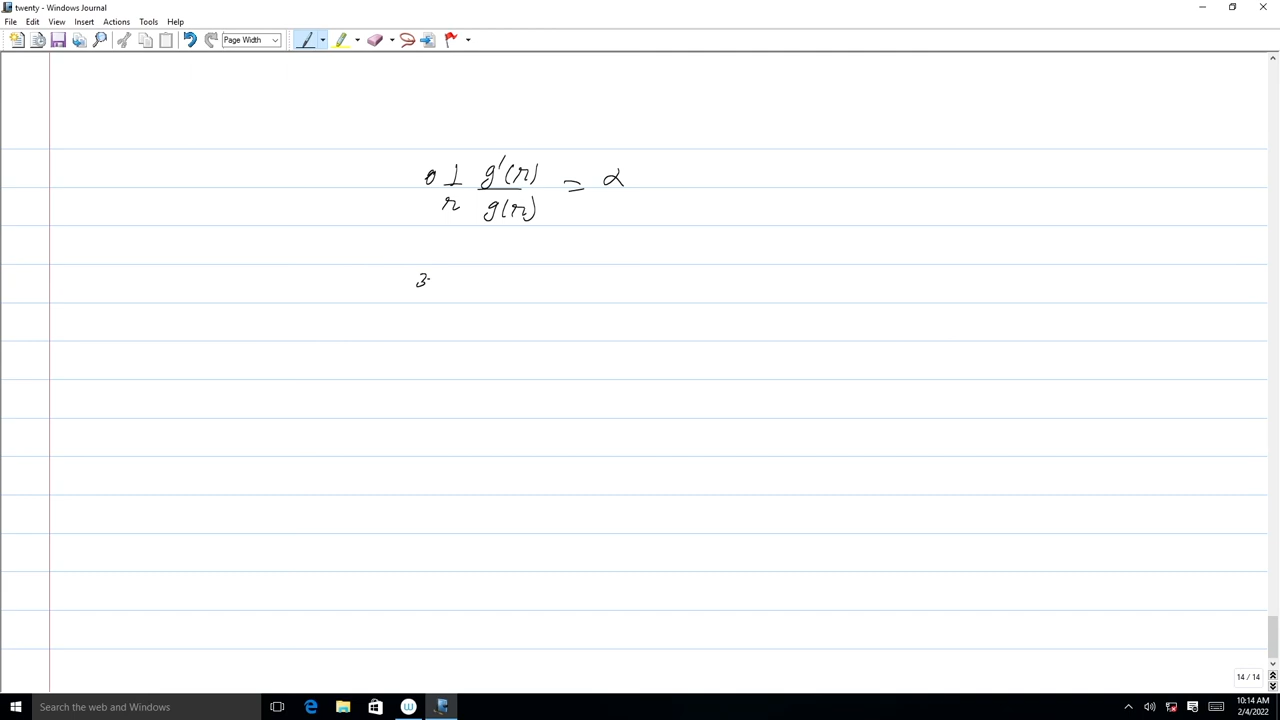 twenty - Windows Journal
File Edit View Insert Actions Tools Help
Page Width
1/r g'(r)/g(r) = α
3
14 / 14
Search the web and Windows
10:14 AM
2/4/2022